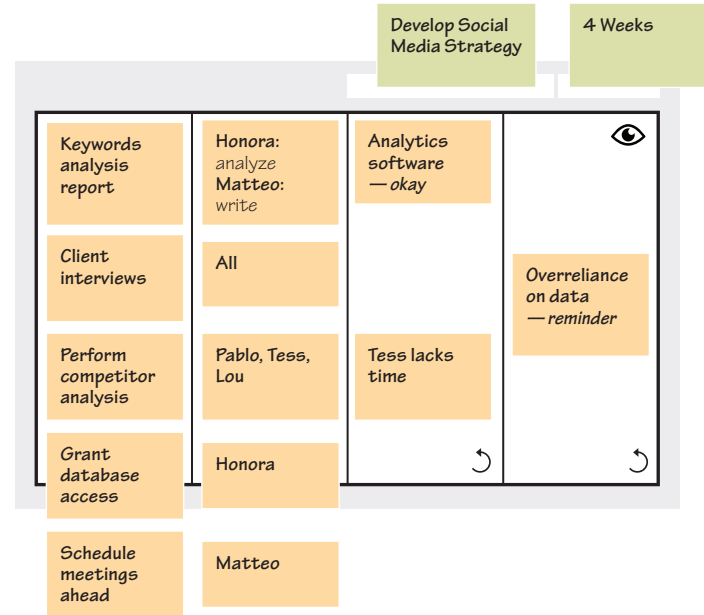 Develop Social
Media Strategy
4 Weeks
Keywords
analysis
report
Honora:
analyze
Matteo:
write
Analytics
software
— okay
Client
interviews
All
Overreliance
on data
— reminder
Perform
competitor
analysis
Pablo, Tess,
Lou
Tess lacks
time
Grant
database
access
Honora
Schedule
meetings
ahead
Matteo